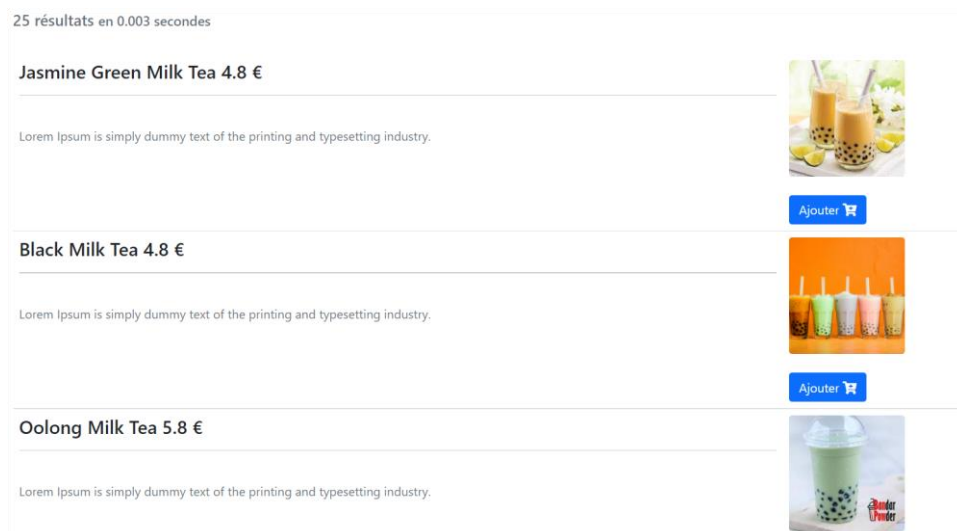 25 résultats en 0.003 secondes
Jasmine Green Milk Tea 4.8 €
Lorem Ipsum is simply dummy text of the printing and typesetting industry.
Ajouter
Black Milk Tea 4.8 €
Lorem Ipsum is simply dummy text of the printing and typesetting industry.
Ajouter
Oolong Milk Tea 5.8 €
Lorem Ipsum is simply dummy text of the printing and typesetting industry.
Powder